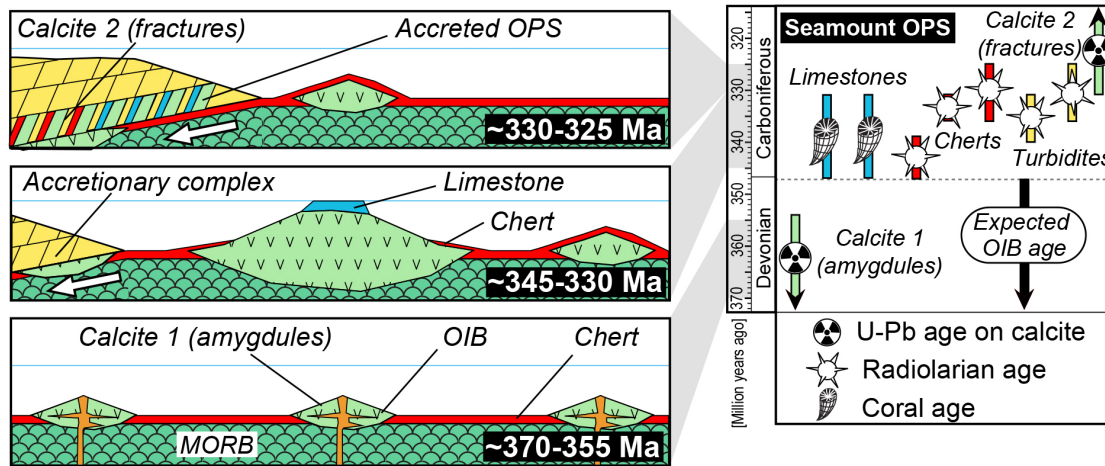 Calcite 2 (fractures)
Accreted OPS
~330-325 Ma
Accretionary complex
Limestone
Chert
~345-330 Ma
Calcite 1 (amygdules)
OIB
Chert
MORB
~370-355 Ma
Seamount OPS
Calcite 2
(fractures)
Limestones
Cherts
Turbidites
Calcite 1
(amygdules)
Expected
OIB age
Carboniferous
Devonian
320
330
340
350
360
370
[Million years ago]
U-Pb age on calcite
Radiolarian age
Coral age